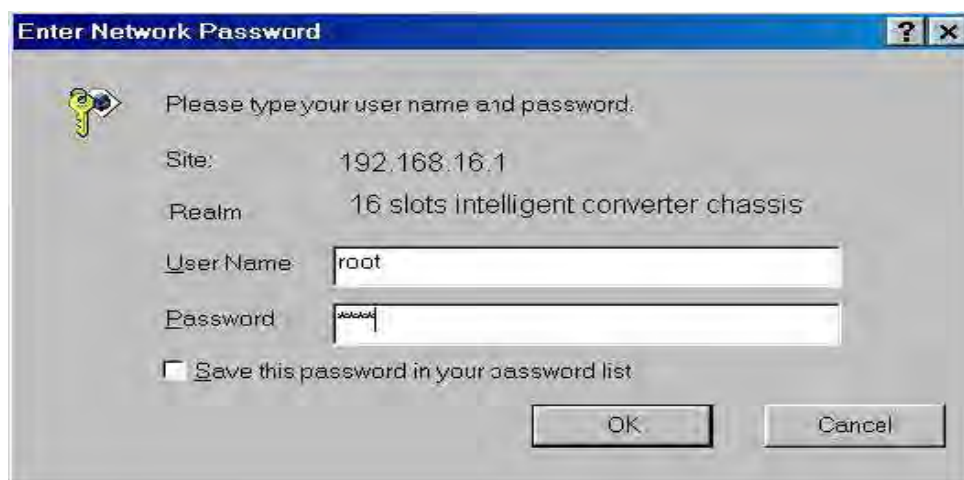 Enter Network Password
? ×
Please type your user name and password.
Site: 192.168.16.1
Realm 16 slots intelligent converter chassis
User Name root
Password ****
Save this password in your password list
OK Cancel